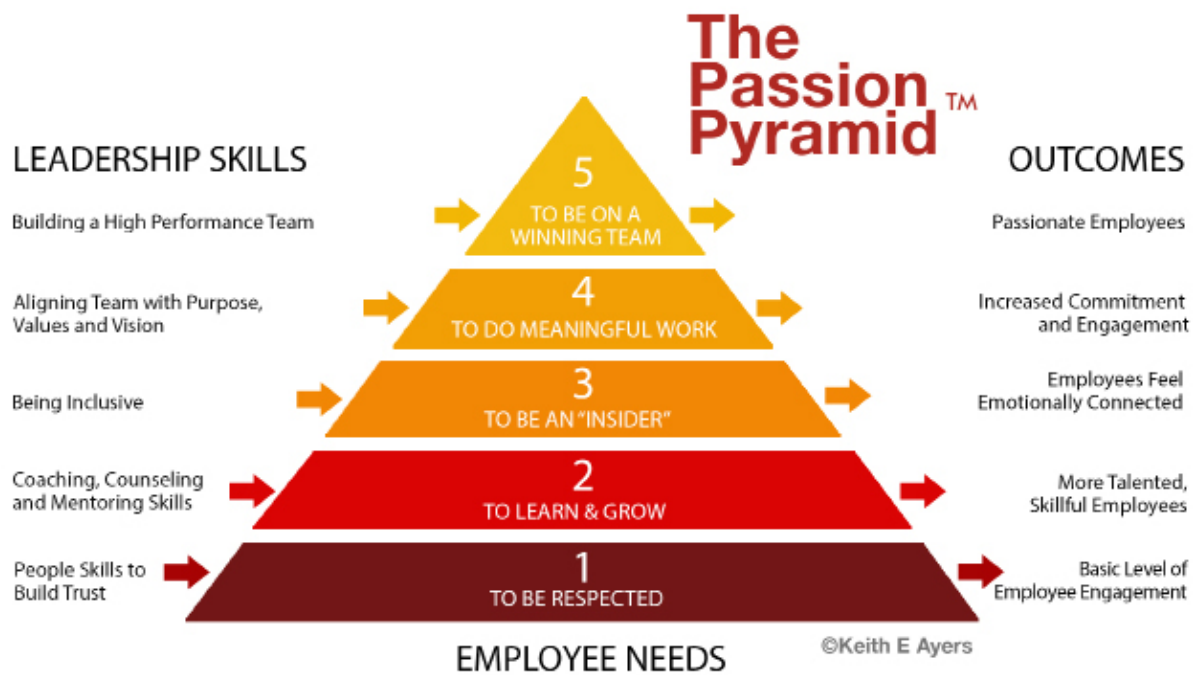 The
Passion
Pyramid TM
LEADERSHIP SKILLS
OUTCOMES
5
TO BE ON A
WINNING TEAM
Building a High Performance Team
Passionate Employees
4
TO DO MEANINGFUL WORK
Aligning Team with Purpose,
Values and Vision
Increased Commitment
and Engagement
3
TO BE AN "INSIDER"
Being Inclusive
Employees Feel
Emotionally Connected
2
TO LEARN & GROW
Coaching, Counseling
and Mentoring Skills
More Talented,
Skillful Employees
1
TO BE RESPECTED
People Skills to
Build Trust
Basic Level of
Employee Engagement
EMPLOYEE NEEDS
©Keith E Ayers